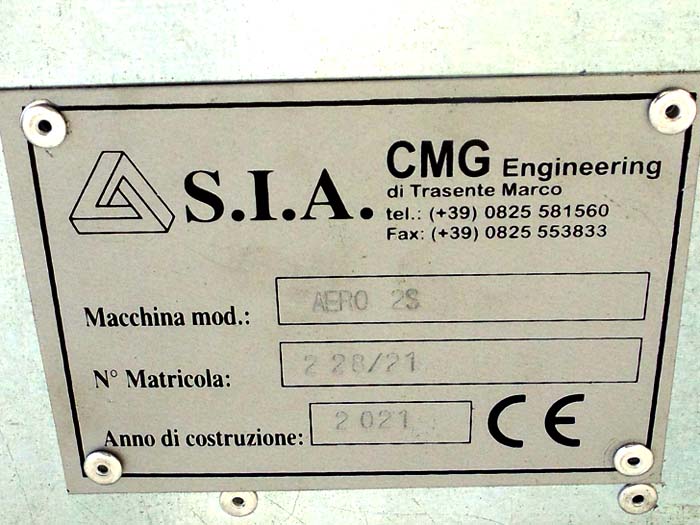 S.I.A.
CMG Engineering
di Trasente Marco
tel.: (+39) 0825 581560
Fax: (+39) 0825 553833
Macchina mod.: AERO 2S
N° Matricola: 228/21
Anno di costruzione: 2021 CE